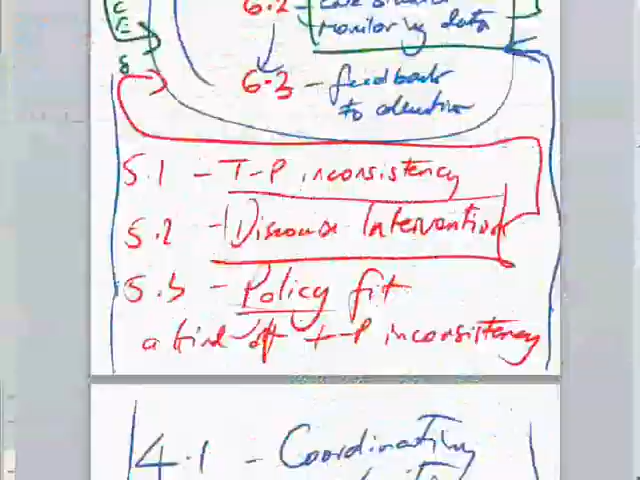 C
E
6.2 -
monitoring data
8
6.3 - feedback
to
5.1 - T-P inconsistency
5.2 - Discourse Intervention
5.3 - Policy fit
a kind of t-P inconsistency
4.1 - Coordinating